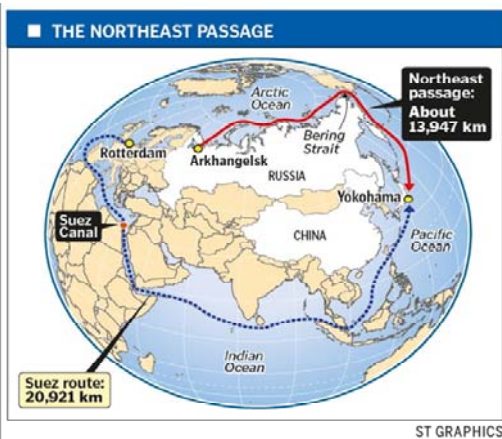 THE NORTHEAST PASSAGE
Arctic
Ocean
Northeast
passage:
About
13,947 km
Bering
Strait
Rotterdam
Arkhangelsk
RUSSIA
Yokohama
Suez
Canal
CHINA
Pacific
Ocean
Indian
Ocean
Suez route:
20,921 km
ST GRAPHICS